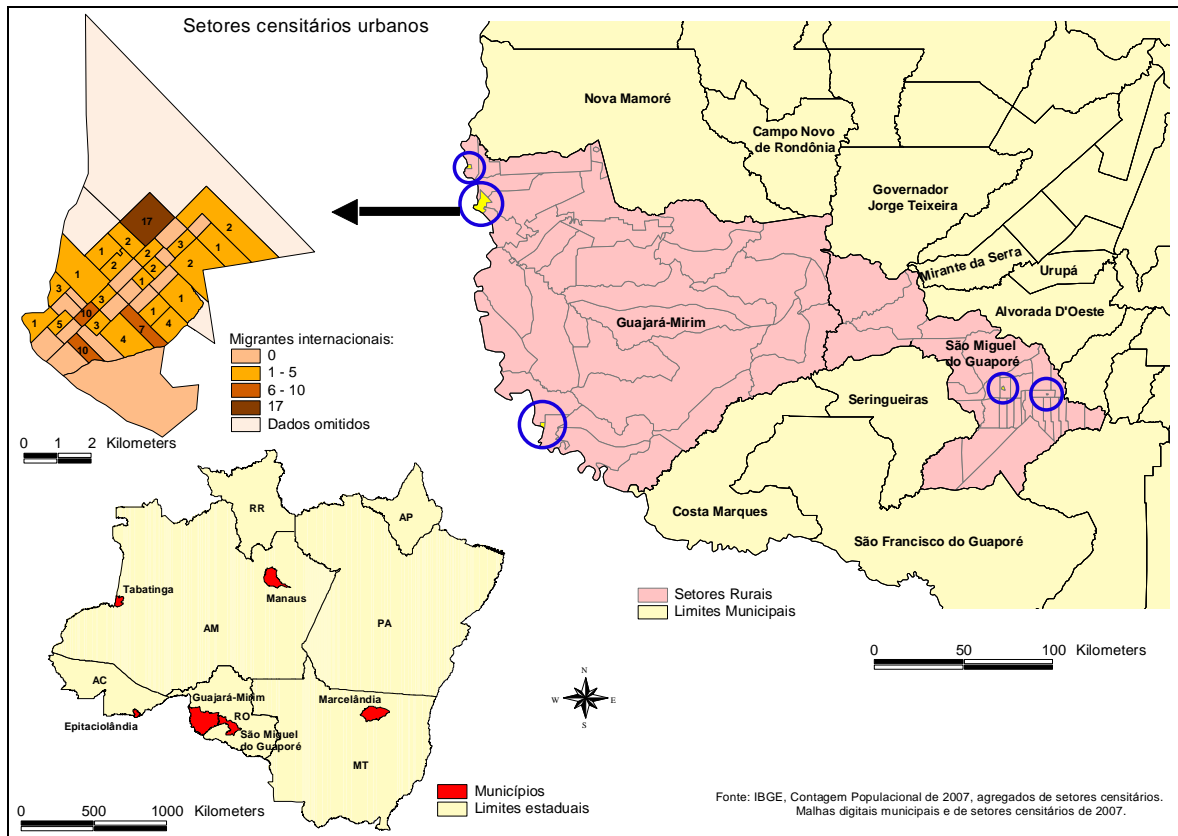 Setores censitários urbanos
17
2
2
3
1
1
2
2
2
2
1
1
3
3
1
10
1
1
5
3
7
4
4
10
Migrantes internacionais:
0
1 - 5
6 - 10
17
Dados omitidos
0 1 2 Kilometers
Nova Mamoré
Campo Novo
de Rondônia
Governador
Jorge Teixeira
Mirante da Serra
Urupá
Alvorada D'Oeste
Guajará-Mirim
São Miguel
do Guaporé
Seringueiras
Costa Marques
São Francisco do Guaporé
Setores Rurais
Limites Municipais
0 50 100 Kilometers
RR
AP
Tabatinga
Manaus
AM
PA
AC
Guajará-Mirim
Marcelândia
RO
Epitaciolândia
São Miguel
do Guaporé
MT
N
W E
S
Municípios
Limites estaduais
0 500 1000 Kilometers
Fonte: IBGE, Contagem Populacional de 2007, agregados de setores censitários.
Malhas digitais municipais e de setores censitários de 2007.